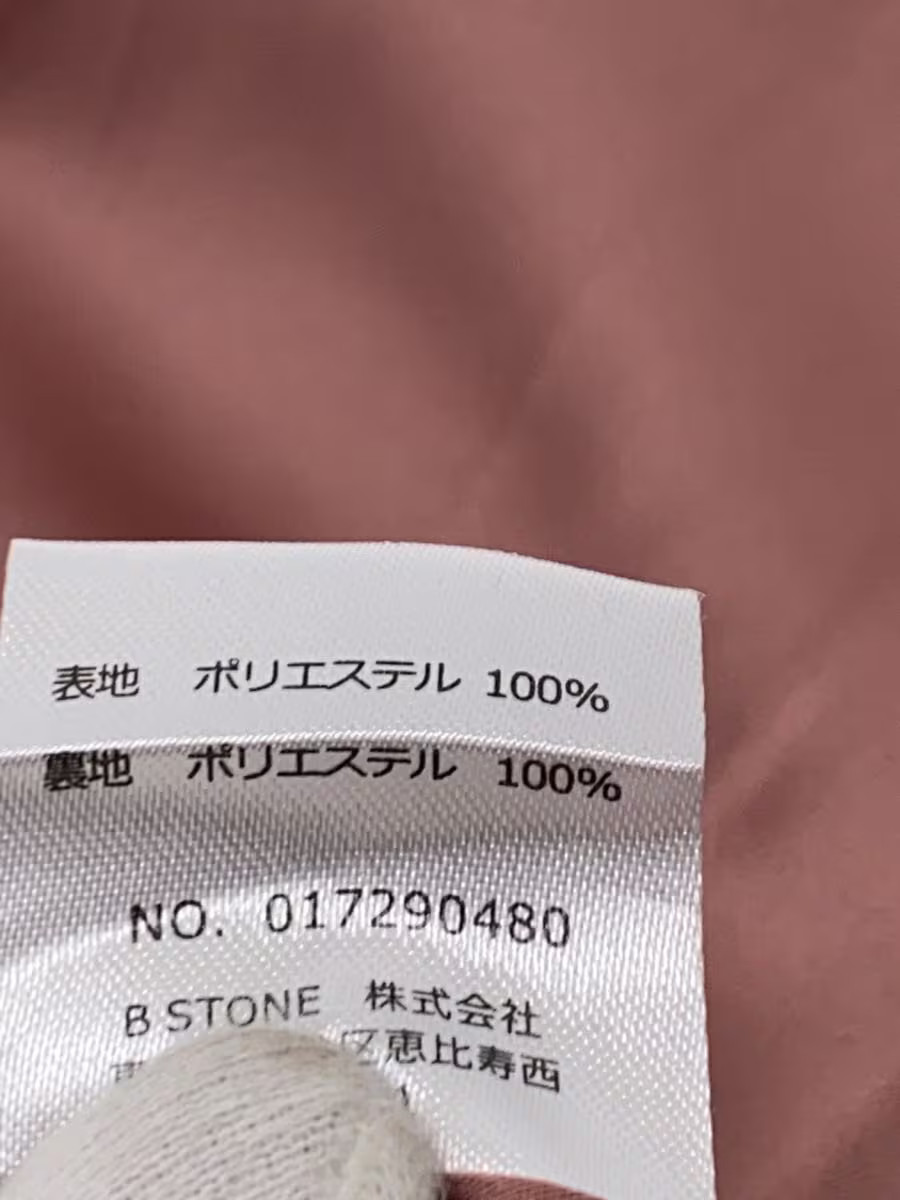 表地 ポリエステル 100%
裏地 ポリエステル 100%
NO. 017290480
B STONE 株式会社
区恵比寿西